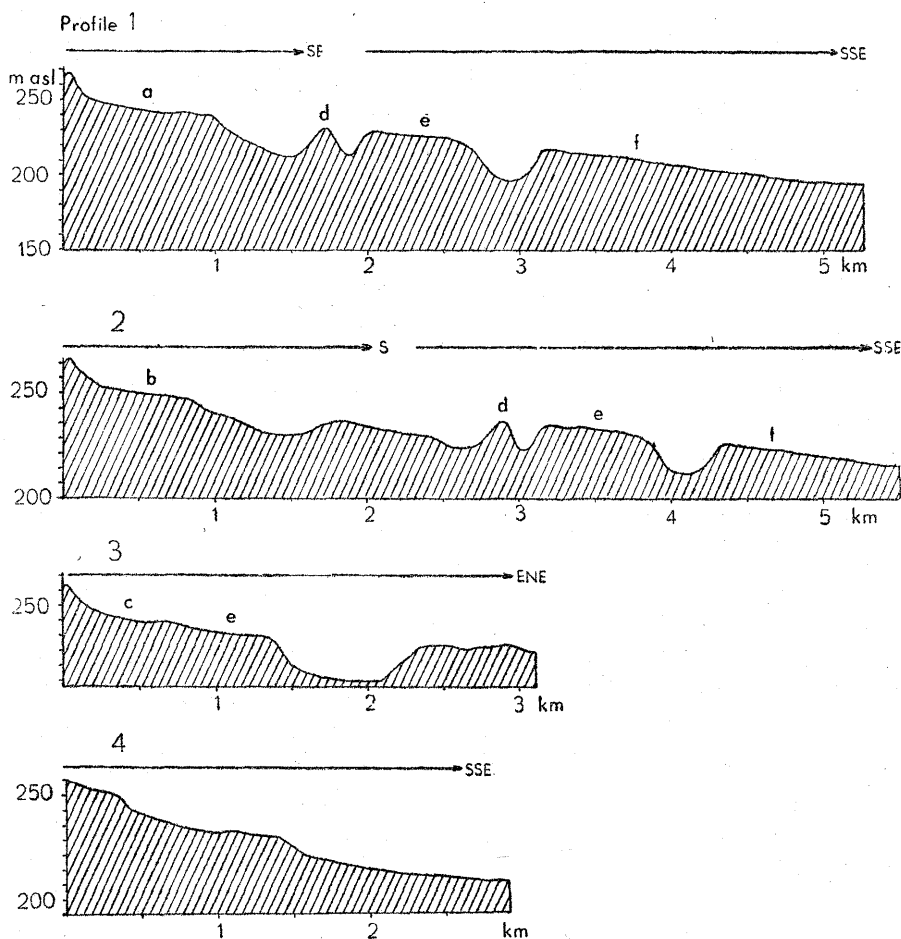 Profile 1
SE SSE
m asl
250
200
150
a d e f
1 2 3 4 5 km
2
S SSE
250
200
b d e f
1 2 3 4 5 km
3
ENE
250
c e
1 2 3 km
4
SSE
250
200
1 2 km